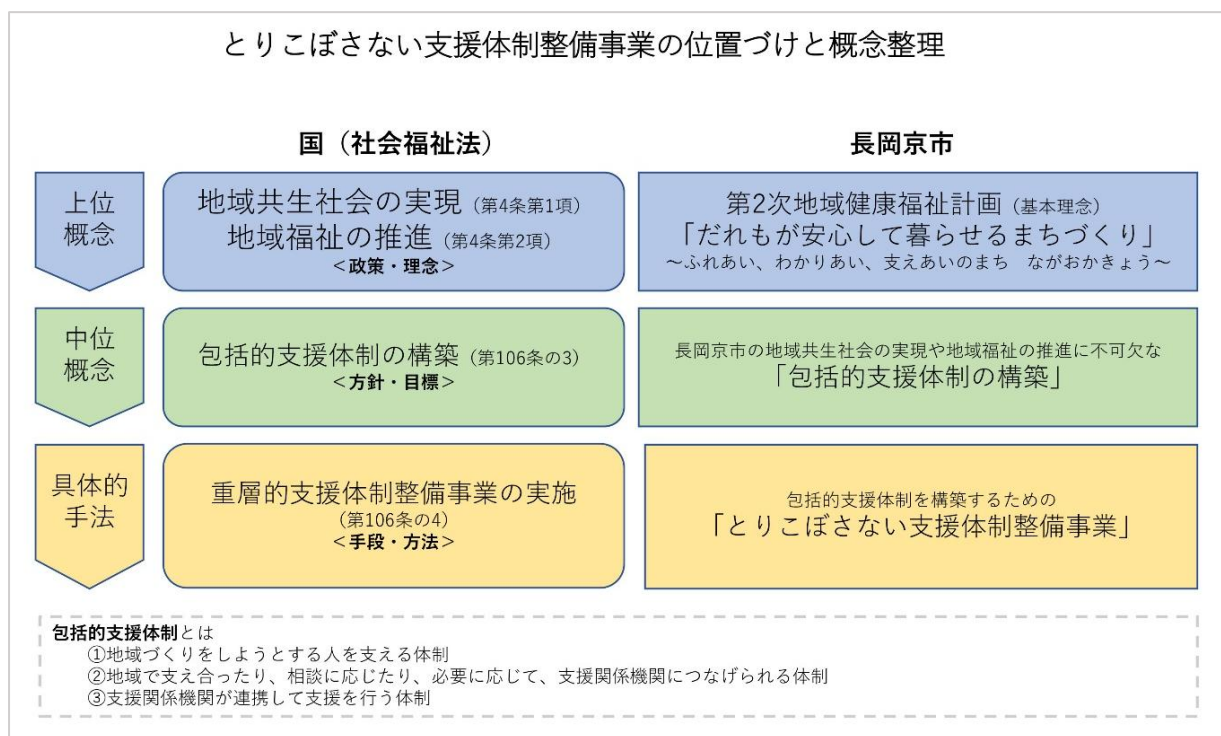 とりこぼさない支援体制整備事業の位置づけと概念整理
国（社会福祉法）
長岡京市
上位
概念
地域共生社会の実現（第4条第1項）
地域福祉の推進（第4条第2項）
＜政策・理念＞
第2次地域健康福祉計画（基本理念）
「だれもが安心して暮らせるまちづくり」
～ふれあい、わかりあい、支えあいのまち　ながおかきょう～
中位
概念
包括的支援体制の構築（第106条の3）
＜方針・目標＞
長岡京市の地域共生社会の実現や地域福祉の推進に不可欠な
「包括的支援体制の構築」
具体的
手法
重層的支援体制整備事業の実施
（第106条の4）
＜手段・方法＞
包括的支援体制を構築するための
「とりこぼさない支援体制整備事業」
包括的支援体制とは
①地域づくりをしようとする人を支える体制
②地域で支え合ったり、相談に応じたり、必要に応じて、支援関係機関につなげられる体制
③支援関係機関が連携して支援を行う体制